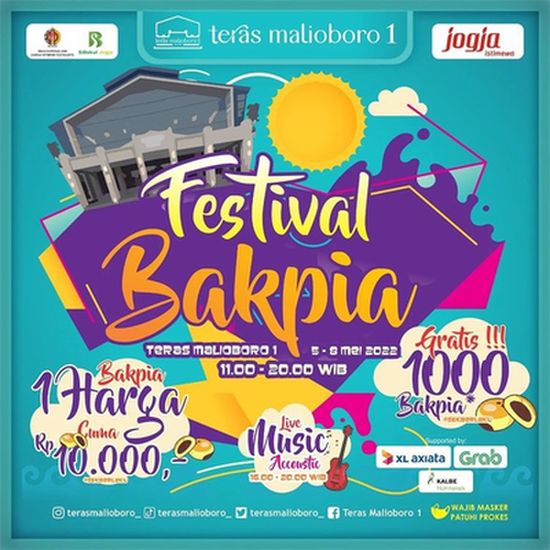 teras malioboro 1
jogja
istimewa
Festival
Bakpia
TERAS MALIOBORO 1 5 - 8 MEI 2022
11.00 - 20.00 WIB
Bakpia
1 Harga
Cuma
Rp 10.000,-
Gratis !!!
1000
Bakpia*
Live
Music
Accoustic
16.00 - 20.00 WIB
Supported by:
XL axiata
Grab
KALBE
Nutritionals
terasmalioboro_
terasmalioboro_
terasmalioboro_
Teras Malioboro 1
WAJIB MASKER
PATUHI PROKES